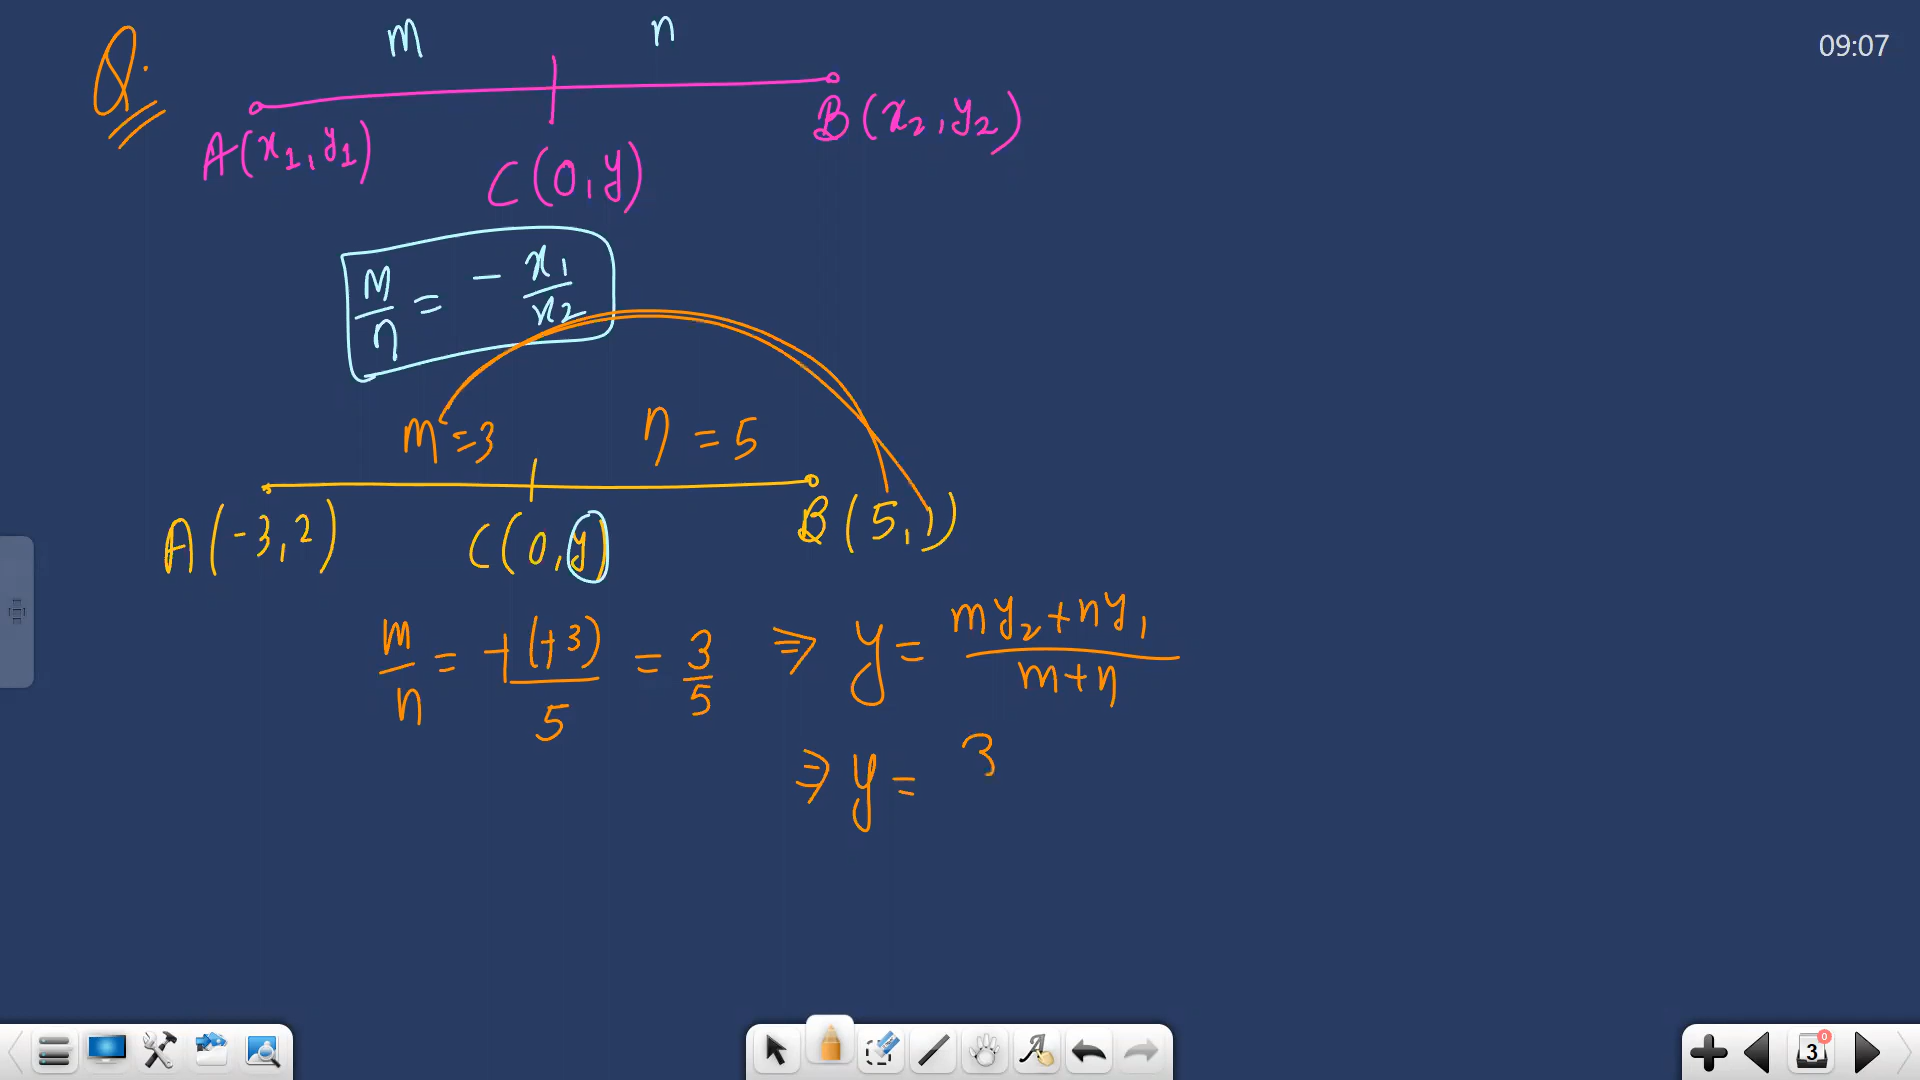 09:07
Q.
m n
A(x₁,y₁) C(0,y) B(x₂,y₂)
m/n = -x₁/x₂
m=3 n=5
A(-3,2) C(0,y) B(5,1)
m/n = +(+3)/5 = 3/5 ⇒ y = (my₂+ny₁)/(m+n)
⇒ y = 3
3
0